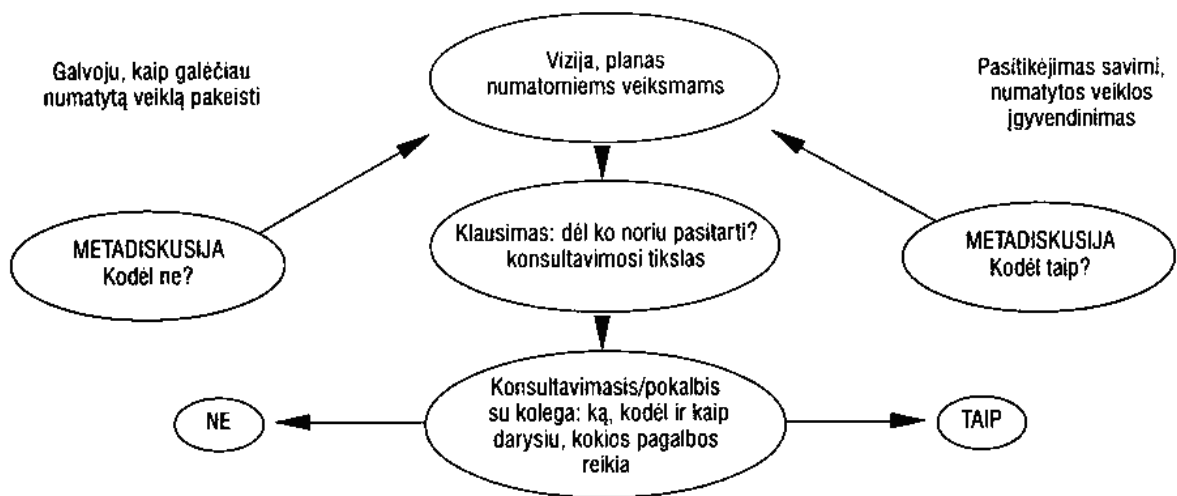 Vizija, planas
numatomiems veiksmams
Galvoju, kaip galėčiau
numatytą veiklą pakeisti
Pasitikėjimas savimi,
numatytos veiklos
įgyvendinimas
METADISKUSIJA
Kodėl ne?
Klausimas: dėl ko noriu pasitarti?
konsultavimosi tikslas
METADISKUSIJA
Kodėl taip?
Konsultavimasis/pokalbis
su kolega: ką, kodėl ir kaip
darysiu, kokios pagalbos
reikia
NE
TAIP